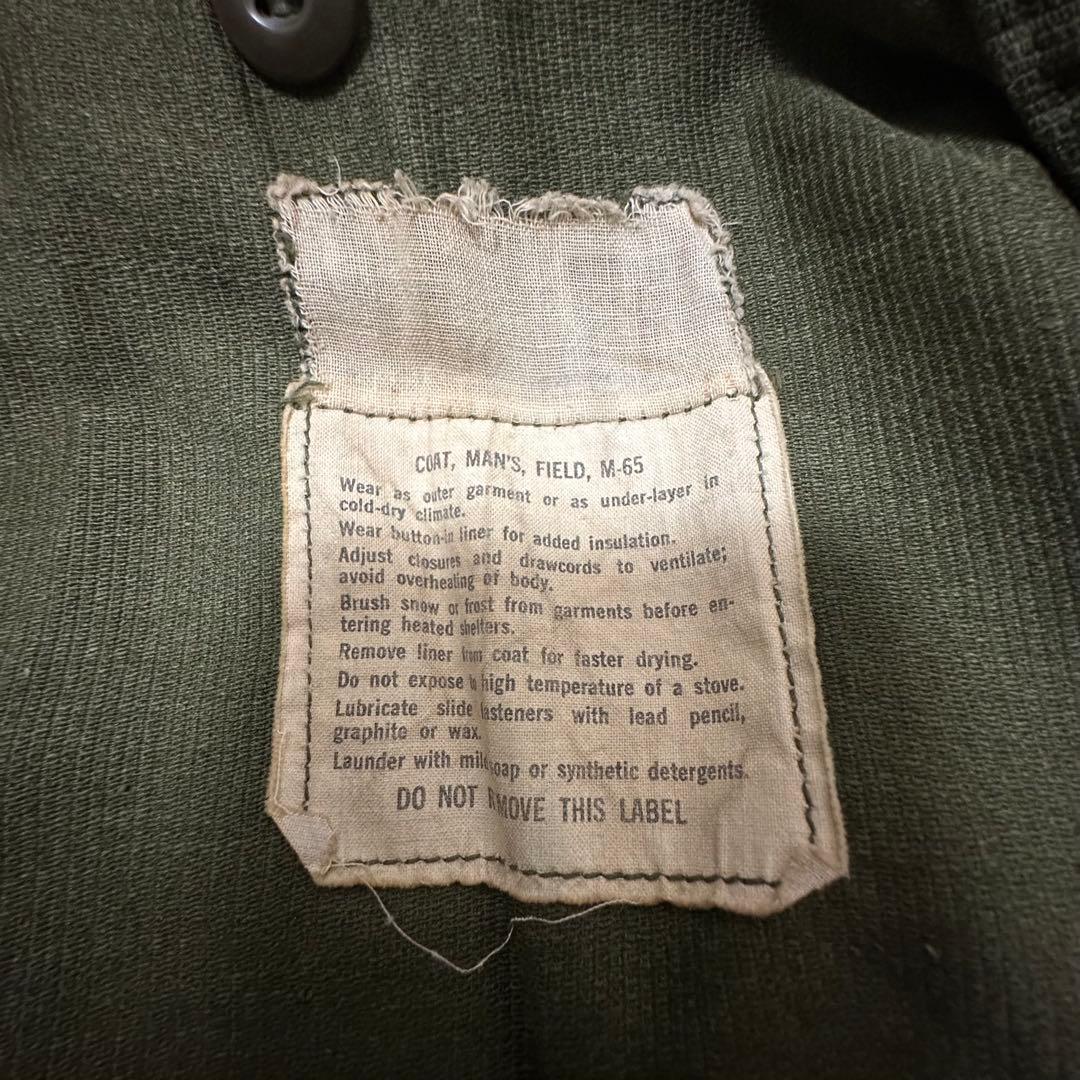 COAT, MAN'S, FIELD, M-65
Wear as outer garment or as under-layer in
cold-dry climate.
Wear button-in liner for added insulation.
Adjust closures and drawcords to ventilate;
avoid overheating of body.
Brush snow or frost from garments before en-
tering heated shelters.
Remove liner from coat for faster drying.
Do not expose to high temperature of a stove.
Lubricate slide fasteners with lead pencil,
graphite or wax.
Launder with mild soap or synthetic detergents.
DO NOT REMOVE THIS LABEL